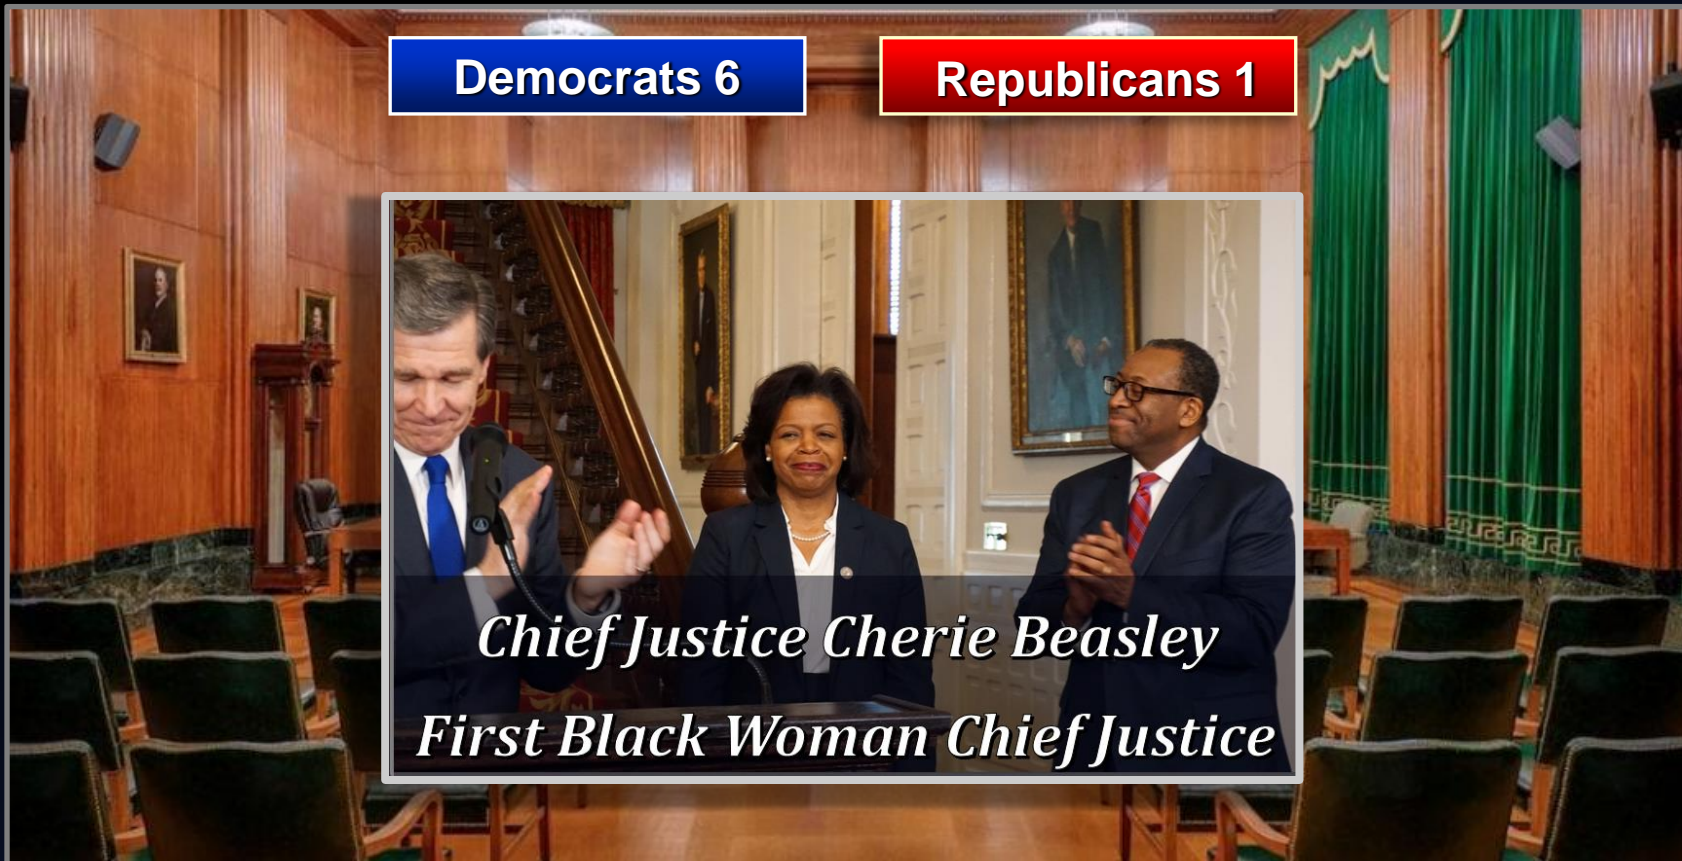 Democrats 6
Republicans 1
Chief Justice Cherie Beasley
First Black Woman Chief Justice